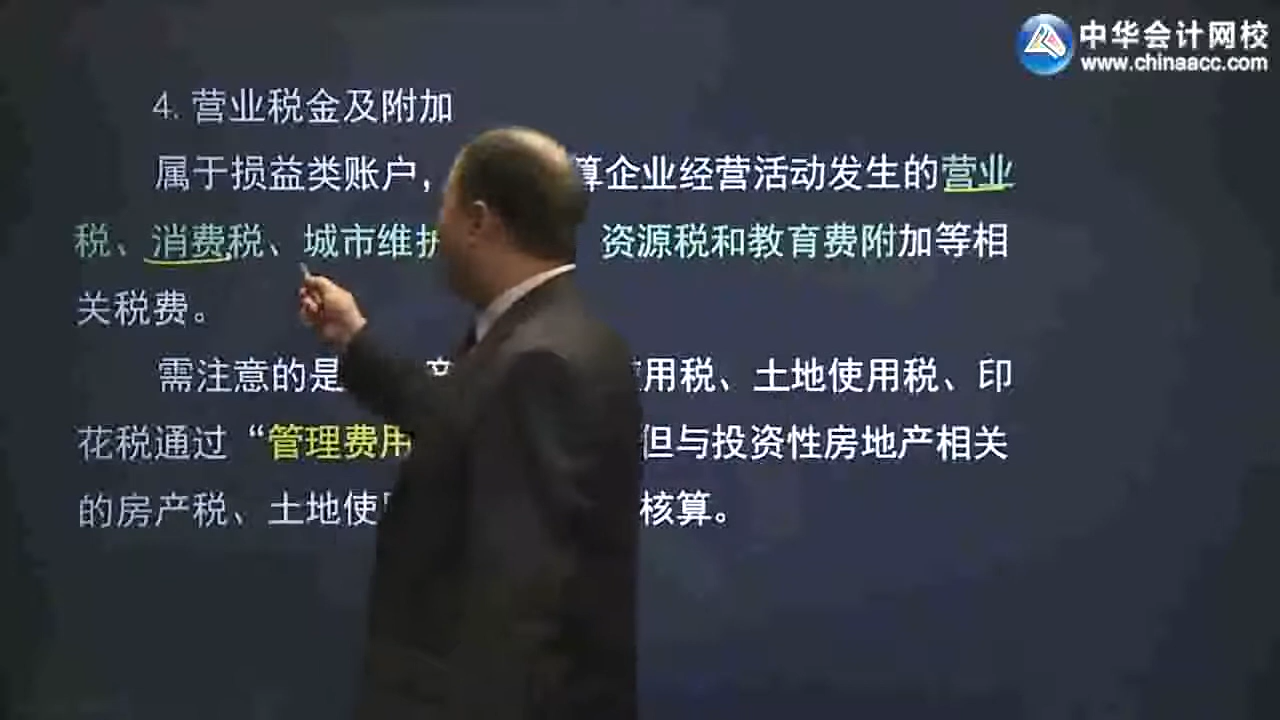 中华会计网校
www.chinaacc.com
4. 营业税金及附加
属于损益类账户，算企业经营活动发生的营业
税、消费税、城市维护 资源税和教育费附加等相
关税费。
需注意的是 产 用税、土地使用税、印
花税通过“管理费用 但与投资性房地产相关
的房产税、土地使 核算。